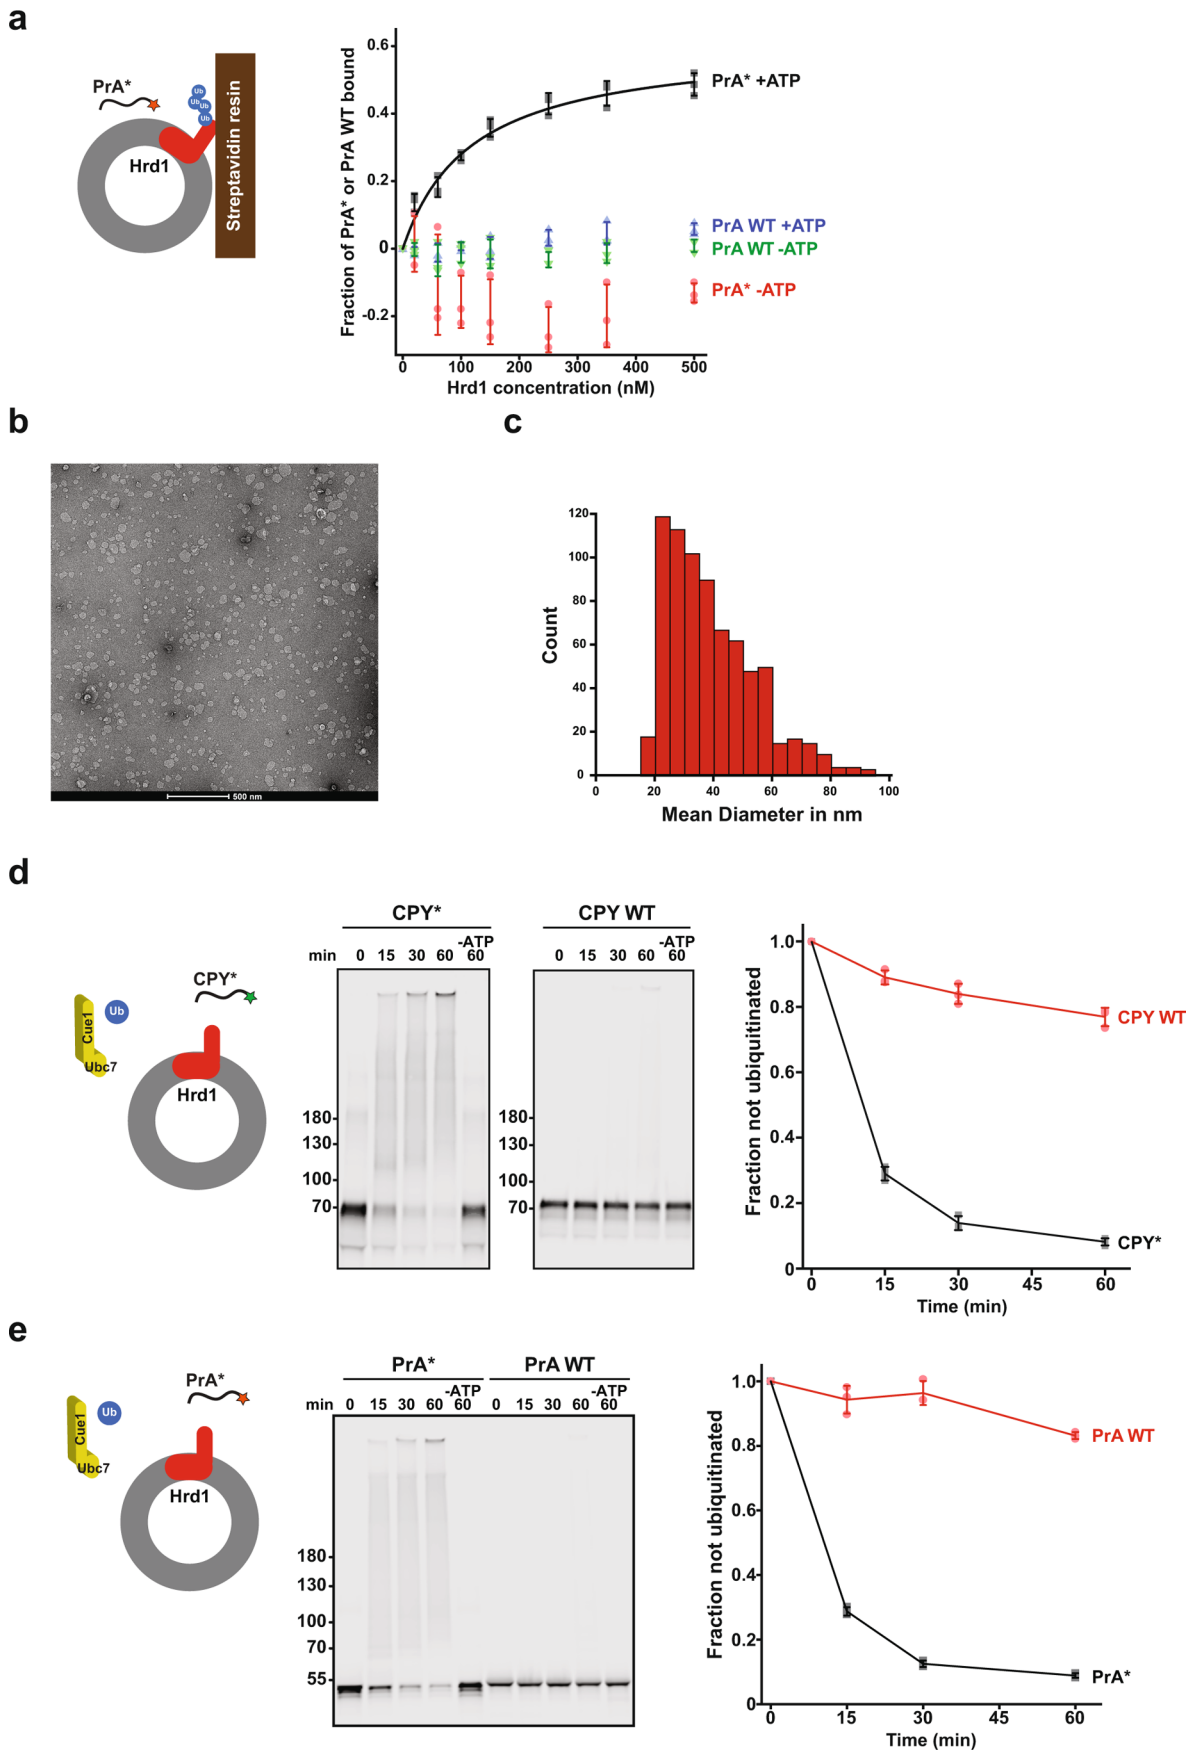 a
PrA*
Ub
Ub
Ub
Ub
Hrd1
Streptavidin resin
Fraction of PrA* or PrA WT bound
0.6
0.4
0.2
0
-0.2
0 100 200 300 400 500
Hrd1 concentration (nM)
PrA* +ATP
PrA WT +ATP
PrA WT -ATP
PrA* -ATP
b
500 nm
c
Count
120
100
80
60
40
20
0
0 20 40 60 80 100
Mean Diameter in nm
d
Cue1
Ub
Ubc7
CPY*
Hrd1
CPY*
-ATP
min 0 15 30 60 60
180
130
100
70
CPY WT
-ATP
0 15 30 60 60
180
130
100
70
Fraction not ubiquitinated
1.0
0.8
0.6
0.4
0.2
0
0 15 30 45 60
Time (min)
CPY WT
CPY*
e
Cue1
Ub
Ubc7
PrA*
Hrd1
PrA* PrA WT
-ATP -ATP
min 0 15 30 60 60 0 15 30 60 60
180
130
100
70
55
Fraction not ubiquitinated
1.0
0.8
0.6
0.4
0.2
0
0 15 30 45 60
Time (min)
PrA WT
PrA*